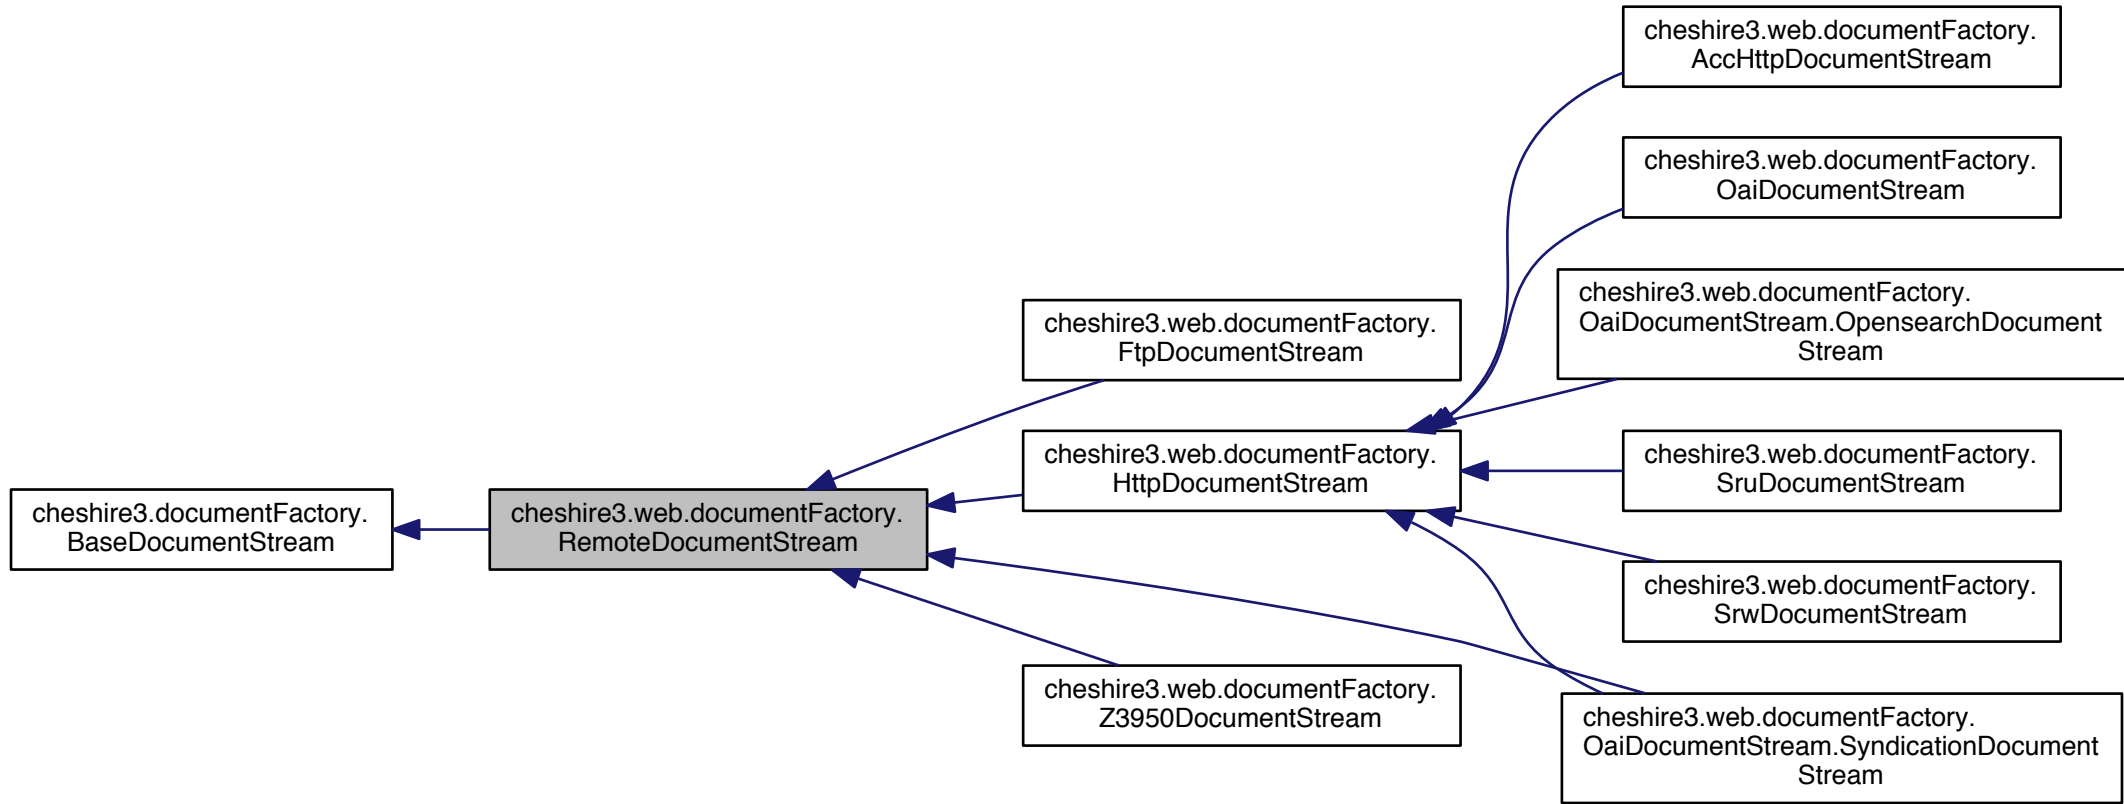 cheshire3.web.documentFactory.
AccHttpDocumentStream
cheshire3.web.documentFactory.
OaiDocumentStream
cheshire3.web.documentFactory.
OaiDocumentStream.OpensearchDocument
Stream
cheshire3.web.documentFactory.
FtpDocumentStream
cheshire3.web.documentFactory.
HttpDocumentStream
cheshire3.web.documentFactory.
SruDocumentStream
cheshire3.documentFactory.
BaseDocumentStream
cheshire3.web.documentFactory.
RemoteDocumentStream
cheshire3.web.documentFactory.
SrwDocumentStream
cheshire3.web.documentFactory.
Z3950DocumentStream
cheshire3.web.documentFactory.
OaiDocumentStream.SyndicationDocument
Stream